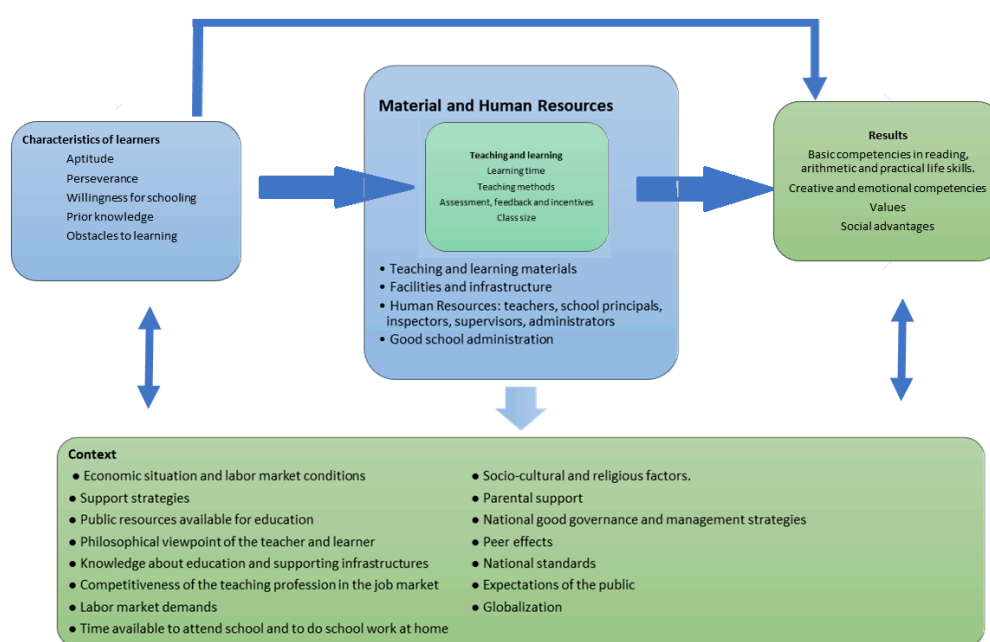 Characteristics of learners
Aptitude
Perseverance
Willingness for schooling
Prior knowledge
Obstacles to learning
Material and Human Resources
Teaching and learning
Learning time
Teaching methods
Assessment, feedback and incentives
Class size
• Teaching and learning materials
• Facilities and infrastructure
• Human Resources: teachers, school principals,
inspectors, supervisors, administrators
• Good school administration
Results
Basic competencies in reading,
arithmetic and practical life skills.
Creative and emotional competencies
Values
Social advantages
Context
● Economic situation and labor market conditions
● Support strategies
● Public resources available for education
● Philosophical viewpoint of the teacher and learner
● Knowledge about education and supporting infrastructures
● Competitiveness of the teaching profession in the job market
● Labor market demands
● Time available to attend school and to do school work at home
● Socio-cultural and religious factors.
● Parental support
● National good governance and management strategies
● Peer effects
● National standards
● Expectations of the public
● Globalization